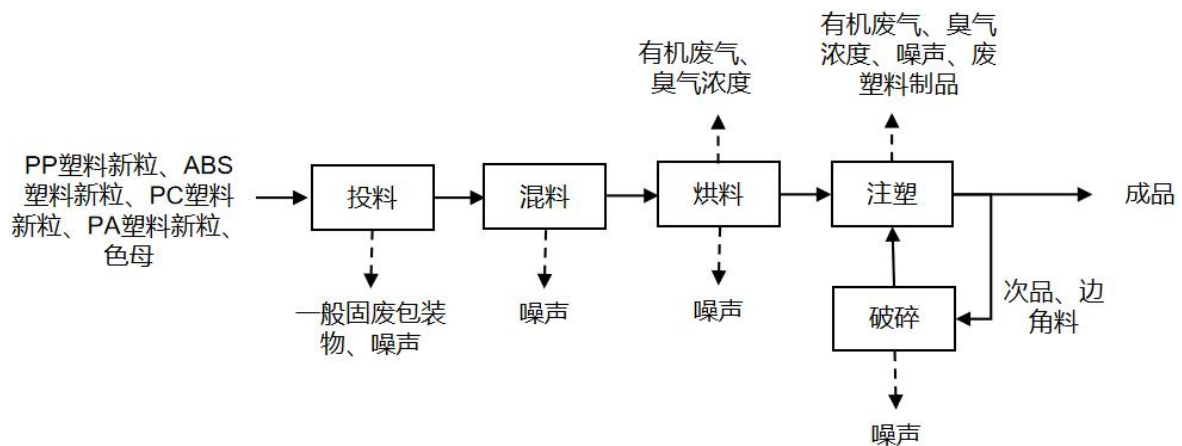 有机废气、
臭气浓度
有机废气、臭气
浓度、噪声、废
塑料制品
PP塑料新粒、ABS
塑料新粒、PC塑料
新粒、PA塑料新粒、
色母
投料
混料
烘料
注塑
成品
一般固废包装
物、噪声
噪声
噪声
破碎
次品、边
角料
噪声